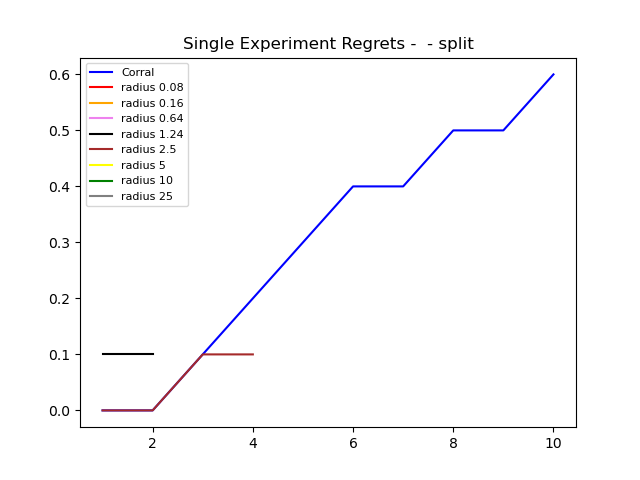 Single Experiment Regrets -  - split
Corral
radius 0.08
radius 0.16
radius 0.64
radius 1.24
radius 2.5
radius 5
radius 10
radius 25
0.6
0.5
0.4
0.3
0.2
0.1
0.0
2 4 6 8 10